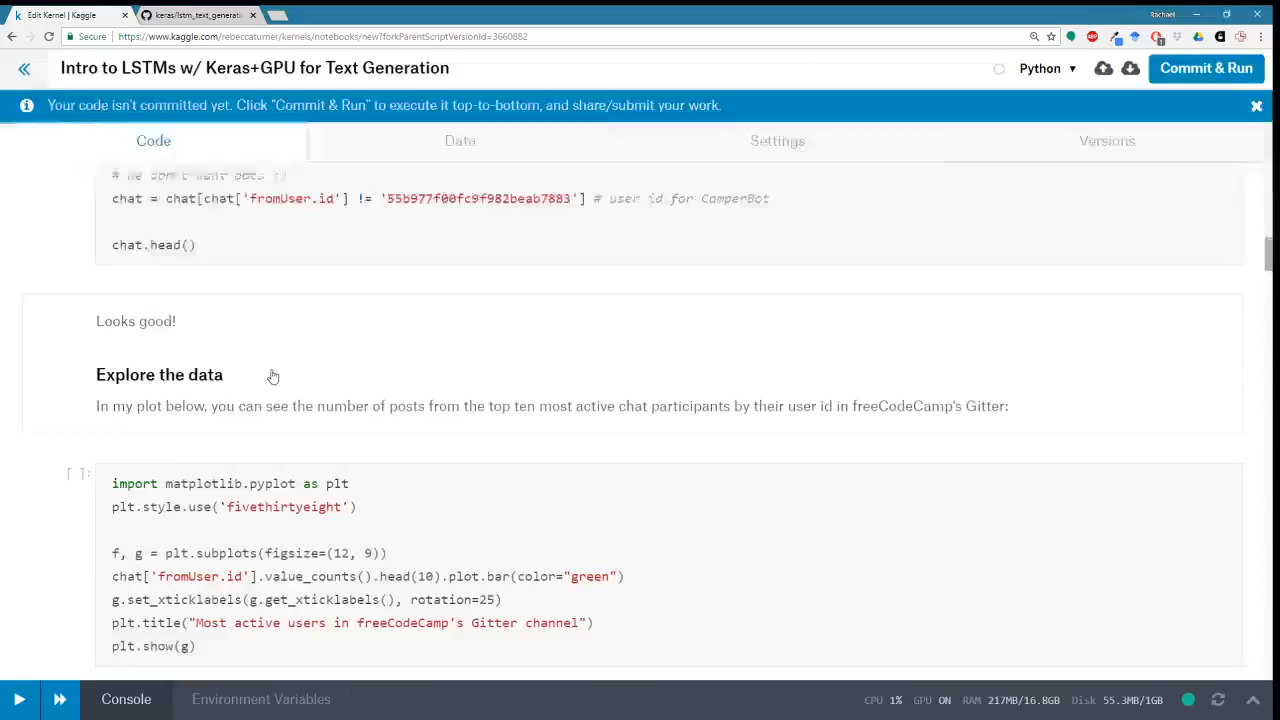 Edit Kernel | Kaggle
keras/lstm_text_generati
Rachael
Secure
https://www.kaggle.com/rebeccaturner/kernels/notebooks/new?forkParentScriptVersionId=3660882
Intro to LSTMs w/ Keras+GPU for Text Generation
Python
Commit & Run
Your code isn't committed yet. Click "Commit & Run" to execute it top-to-bottom, and share/submit your work.
Code
Data
Settings
Versions
chat = chat[chat['fromUser.id'] != '55b977f00fc9f982beab7883'] # user id for CamperBot
chat.head()
Looks good!
Explore the data
In my plot below, you can see the number of posts from the top ten most active chat participants by their user id in freeCodeCamp's Gitter:
[ ]:
import matplotlib.pyplot as plt
plt.style.use('fivethirtyeight')
f, g = plt.subplots(figsize=(12, 9))
chat['fromUser.id'].value_counts().head(10).plot.bar(color="green")
g.set_xticklabels(g.get_xticklabels(), rotation=25)
plt.title("Most active users in freeCodeCamp's Gitter channel")
plt.show(g)
Console
Environment Variables
CPU 1% GPU ON RAM 217MB/16.8GB Disk 55.3MB/1GB